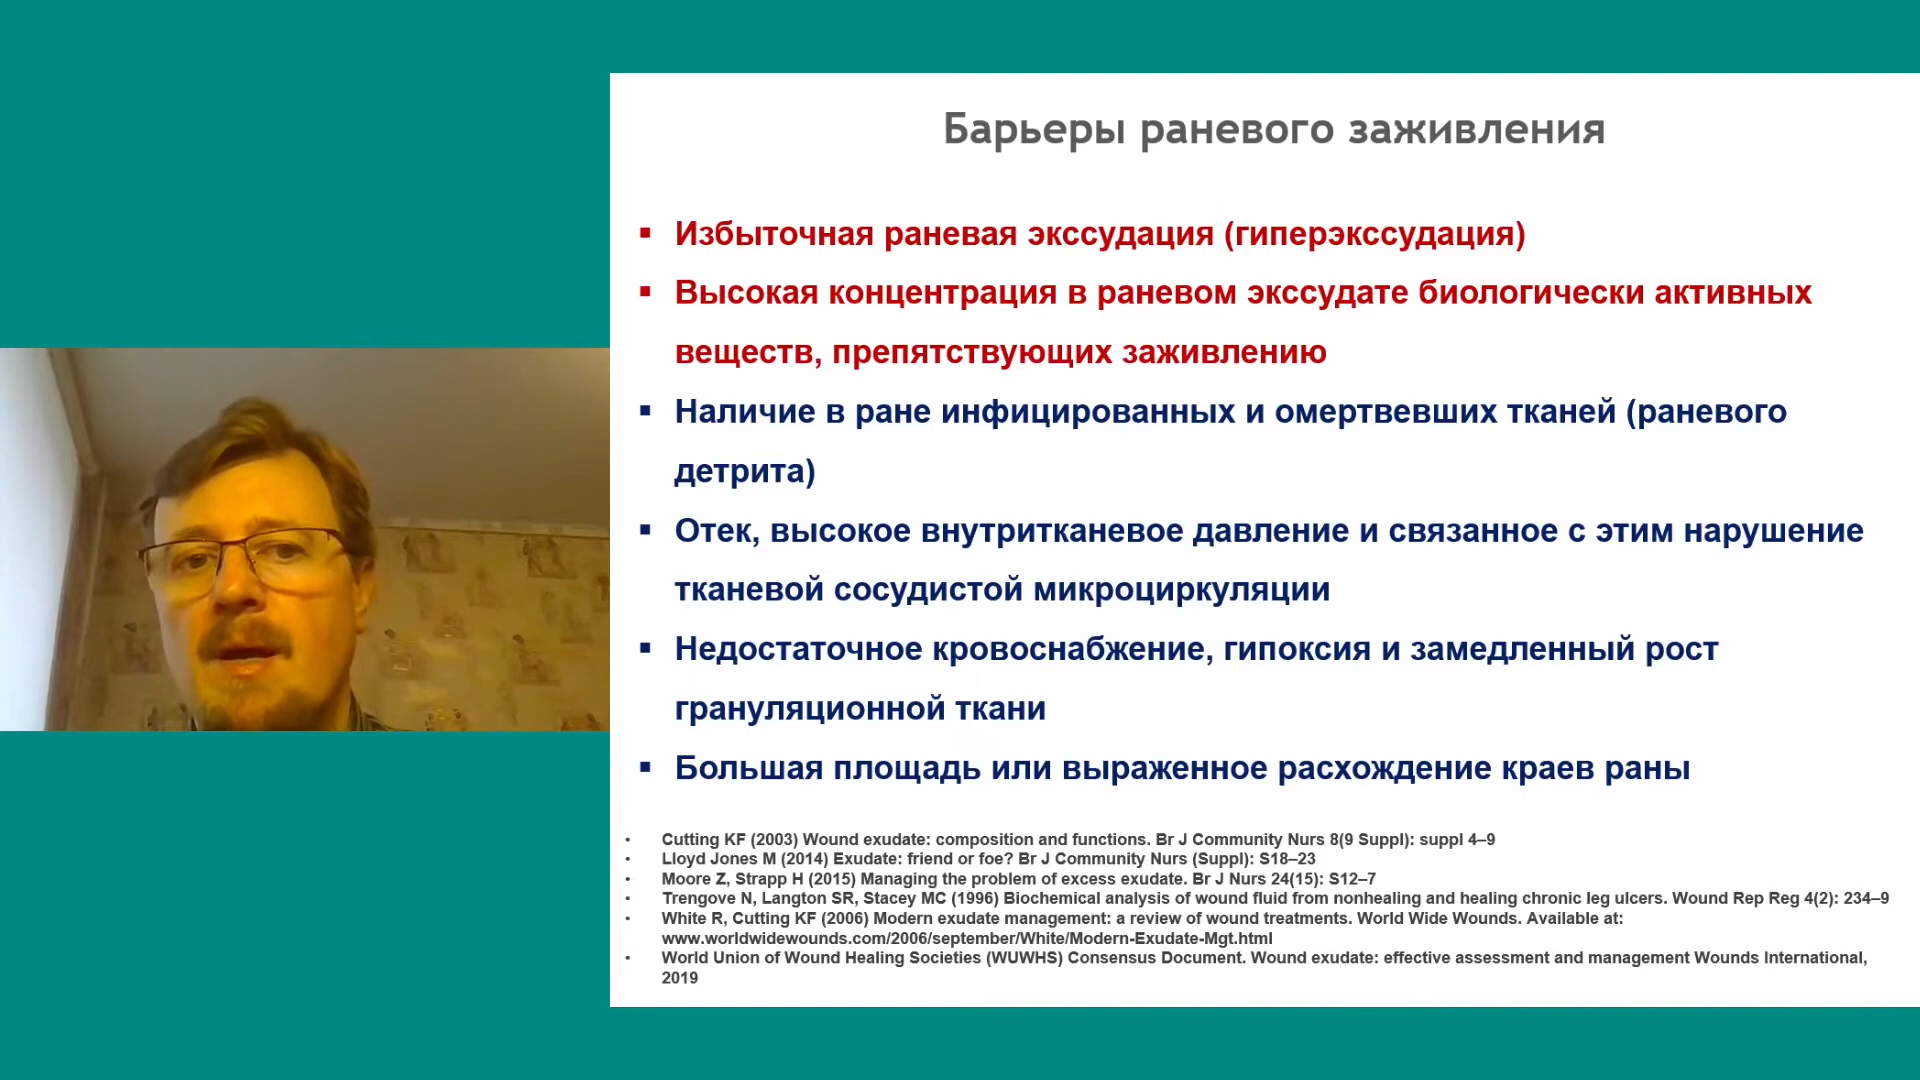 Барьеры раневого заживления
▪ Избыточная раневая экссудация (гиперэкссудация)
▪ Высокая концентрация в раневом экссудате биологически активных
веществ, препятствующих заживлению
▪ Наличие в ране инфицированных и омертвевших тканей (раневого
детрита)
▪ Отек, высокое внутритканевое давление и связанное с этим нарушение
тканевой сосудистой микроциркуляции
▪ Недостаточное кровоснабжение, гипоксия и замедленный рост
грануляционной ткани
▪ Большая площадь или выраженное расхождение краев раны
• Cutting KF (2003) Wound exudate: composition and functions. Br J Community Nurs 8(9 Suppl): suppl 4–9
• Lloyd Jones M (2014) Exudate: friend or foe? Br J Community Nurs (Suppl): S18–23
• Moore Z, Strapp H (2015) Managing the problem of excess exudate. Br J Nurs 24(15): S12–7
• Trengove N, Langton SR, Stacey MC (1996) Biochemical analysis of wound fluid from nonhealing and healing chronic leg ulcers. Wound Rep Reg 4(2): 234–9
• White R, Cutting KF (2006) Modern exudate management: a review of wound treatments. World Wide Wounds. Available at:
www.worldwidewounds.com/2006/september/White/Modern-Exudate-Mgt.html
• World Union of Wound Healing Societies (WUWHS) Consensus Document. Wound exudate: effective assessment and management Wounds International,
2019